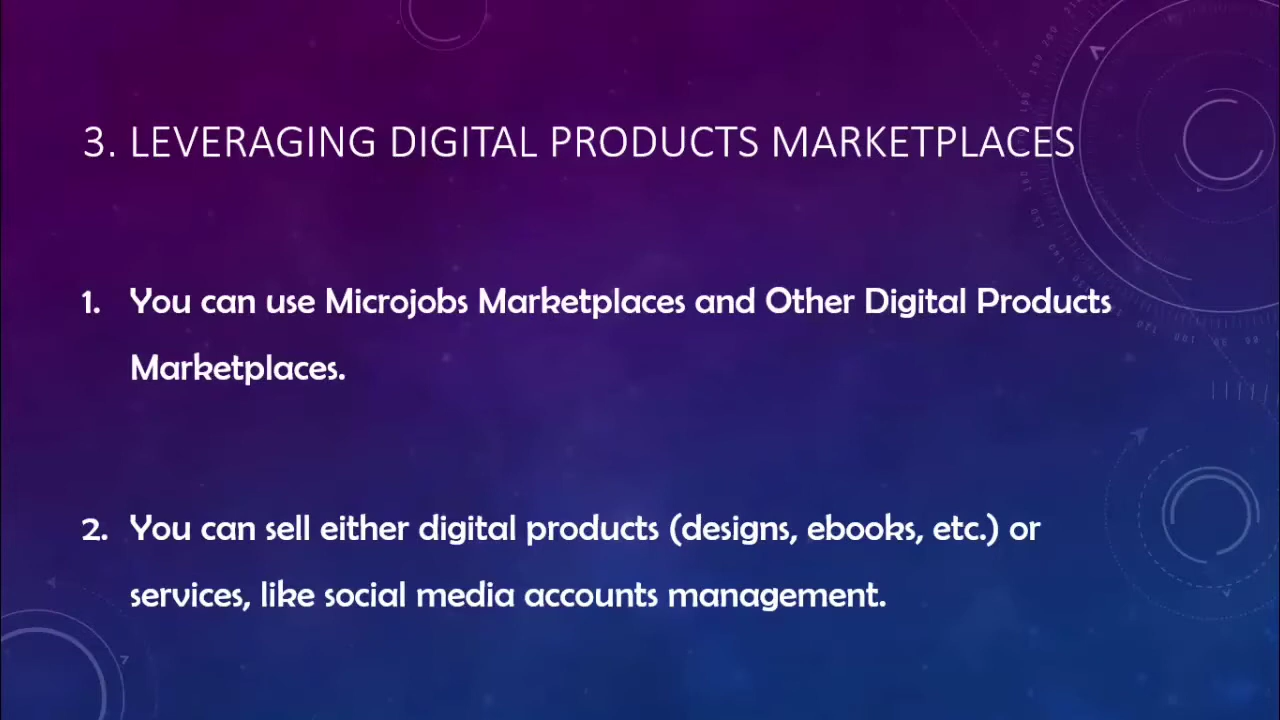 3. LEVERAGING DIGITAL PRODUCTS MARKETPLACES
1. You can use Microjobs Marketplaces and Other Digital Products
Marketplaces.
2. You can sell either digital products (designs, ebooks, etc.) or
services, like social media accounts management.